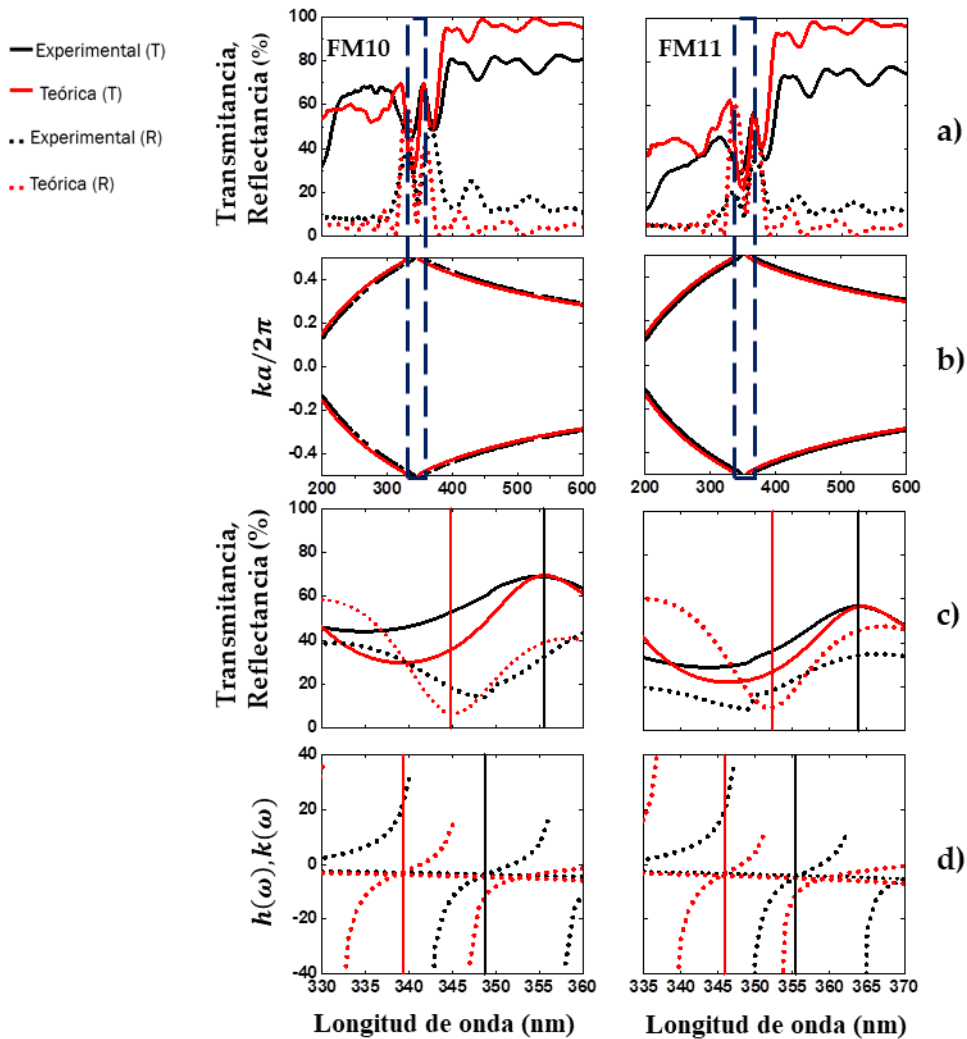 Experimental (T)
Teórica (T)
Experimental (R)
Teórica (R)
Transmitancia,
Reflectancia (%)
100
80
60
40
20
0
FM10
FM11
a)
ka/2π
0.4
0.2
0.0
-0.2
-0.4
200 300 400 500 600
200 300 400 500 600
b)
Transmitancia,
Reflectancia (%)
100
80
60
40
20
0
c)
h(ω), k(ω)
40
20
0
-20
-40
330 340 350 360
335 340 345 350 355 360 365 370
d)
Longitud de onda (nm)
Longitud de onda (nm)